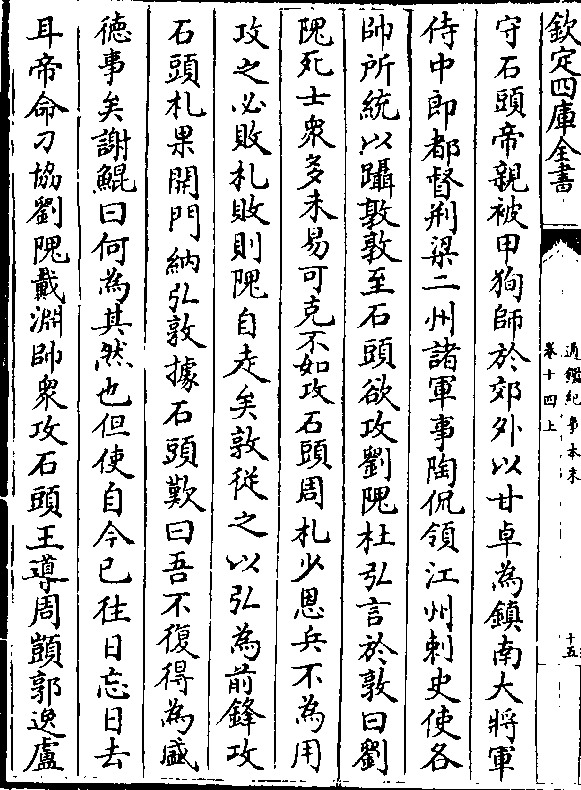 欽定四庫全書
通鑑紀事本末
卷十四上
十五
守石頭帝親被甲狥師於郊外以甘卓為鎮南大將軍
侍中郎都督荆梁二州諸軍事陶侃領江州刺史使各
帥所統以躡敦敦至石頭欲攻劉隗杜弘言於敦曰劉
隗死士衆多未易可克不如攻石頭周札少恩兵不為用
攻之必敗札敗則隗自走矣敦從之以弘為前鋒攻
石頭札果開門納弘敦據石頭歎曰吾不復得為盛
徳事矣謝鯤曰何為其然也但使自今已往日忘日去
耳帝命刁協劉隗戴淵帥衆攻石頭王導周顗郭逸盧